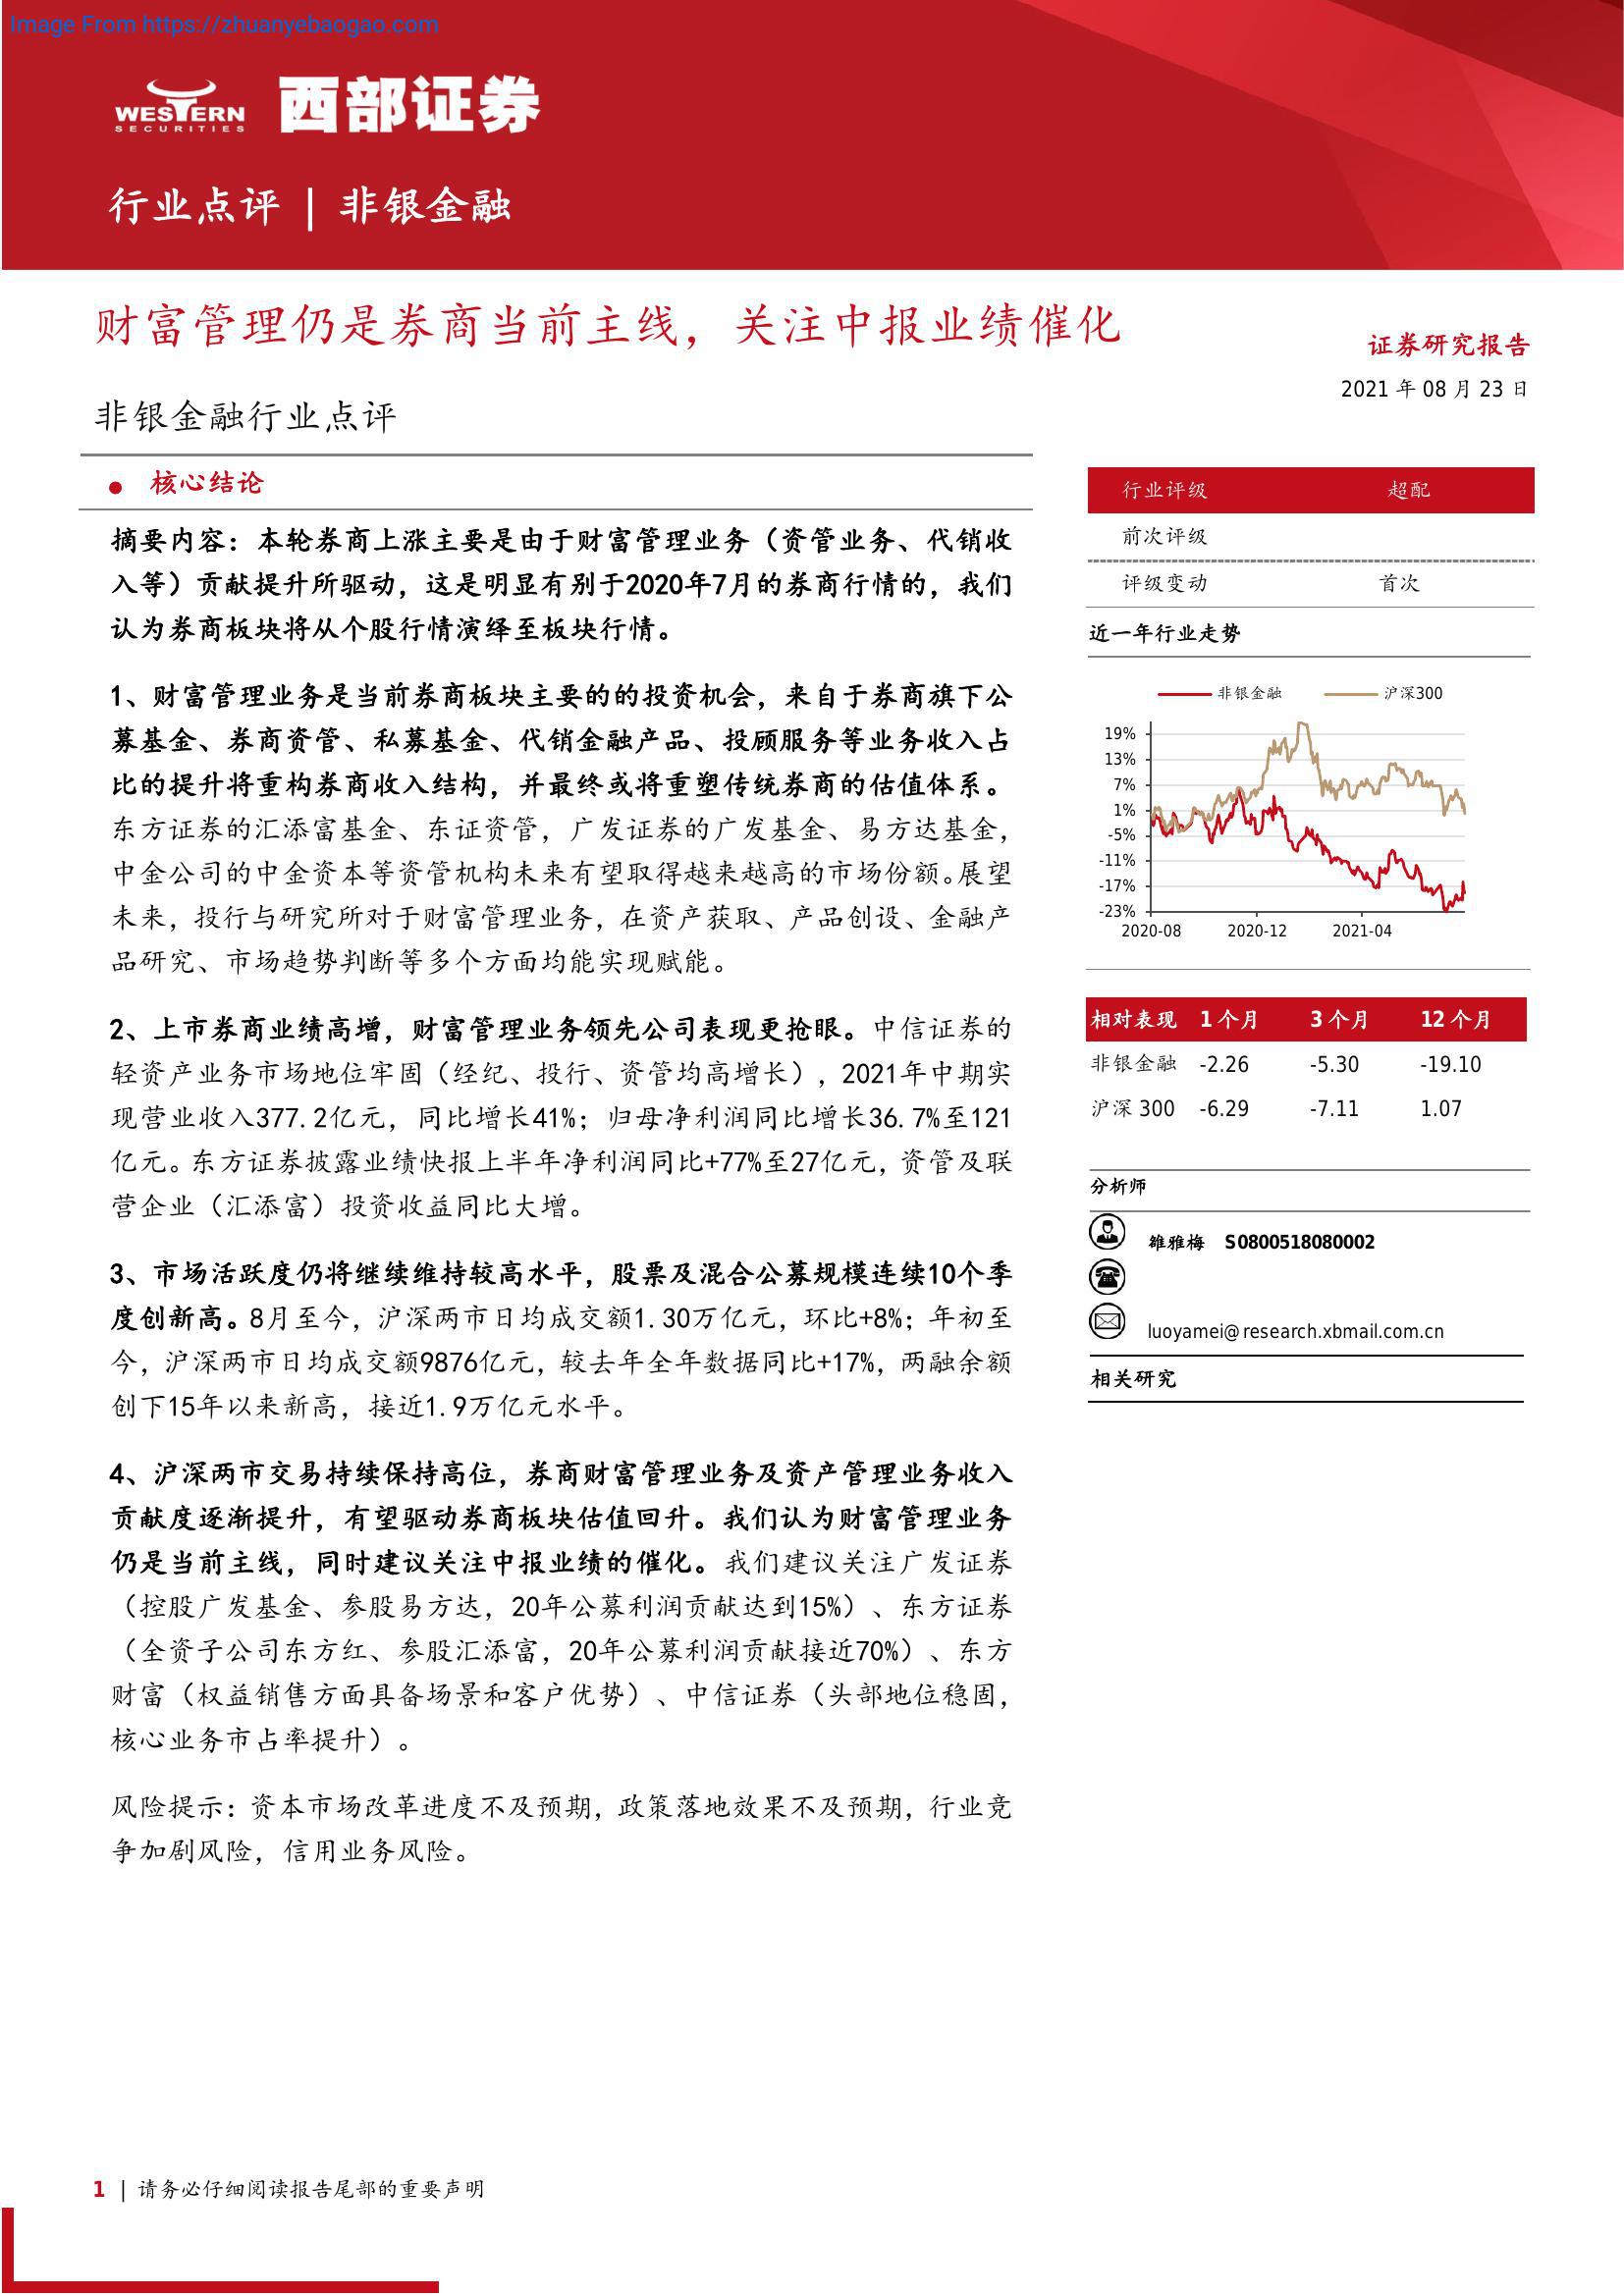 Image From https://zhuanyebaogao.com
WESTERN
SECURITIES
西部证券
行业点评 | 非银金融
财富管理仍是券商当前主线，关注中报业绩催化
证券研究报告
2021 年 08 月 23 日
非银金融行业点评
● 核心结论
摘要内容：本轮券商上涨主要是由于财富管理业务（资管业务、代销收
入等）贡献提升所驱动，这是明显有别于2020年7月的券商行情的，我们
认为券商板块将从个股行情演绎至板块行情。
1、财富管理业务是当前券商板块主要的的投资机会，来自于券商旗下公
募基金、券商资管、私募基金、代销金融产品、投顾服务等业务收入占
比的提升将重构券商收入结构，并最终或将重塑传统券商的估值体系。
东方证券的汇添富基金、东证资管，广发证券的广发基金、易方达基金，
中金公司的中金资本等资管机构未来有望取得越来越高的市场份额。展望
未来，投行与研究所对于财富管理业务，在资产获取、产品创设、金融产
品研究、市场趋势判断等多个方面均能实现赋能。
2、上市券商业绩高增，财富管理业务领先公司表现更抢眼。中信证券的
轻资产业务市场地位牢固（经纪、投行、资管均高增长），2021年中期实
现营业收入377.2亿元，同比增长41%；归母净利润同比增长36.7%至121
亿元。东方证券披露业绩快报上半年净利润同比+77%至27亿元，资管及联
营企业（汇添富）投资收益同比大增。
3、市场活跃度仍将继续维持较高水平，股票及混合公募规模连续10个季
度创新高。8月至今，沪深两市日均成交额1.30万亿元，环比+8%；年初至
今，沪深两市日均成交额9876亿元，较去年全年数据同比+17%，两融余额
创下15年以来新高，接近1.9万亿元水平。
4、沪深两市交易持续保持高位，券商财富管理业务及资产管理业务收入
贡献度逐渐提升，有望驱动券商板块估值回升。我们认为财富管理业务
仍是当前主线，同时建议关注中报业绩的催化。我们建议关注广发证券
（控股广发基金、参股易方达，20年公募利润贡献达到15%）、东方证券
（全资子公司东方红、参股汇添富，20年公募利润贡献接近70%）、东方
财富（权益销售方面具备场景和客户优势）、中信证券（头部地位稳固，
核心业务市占率提升）。
风险提示：资本市场改革进度不及预期，政策落地效果不及预期，行业竞
争加剧风险，信用业务风险。
行业评级 超配
前次评级
评级变动 首次
近一年行业走势
非银金融 沪深300
19%
13%
7%
1%
-5%
-11%
-17%
-23%
2020-08 2020-12 2021-04
相对表现 1 个月 3 个月 12 个月
非银金融 -2.26 -5.30 -19.10
沪深 300 -6.29 -7.11 1.07
分析师
雒雅梅 S0800518080002
luoyamei@research.xbmail.com.cn
相关研究
1 | 请务必仔细阅读报告尾部的重要声明